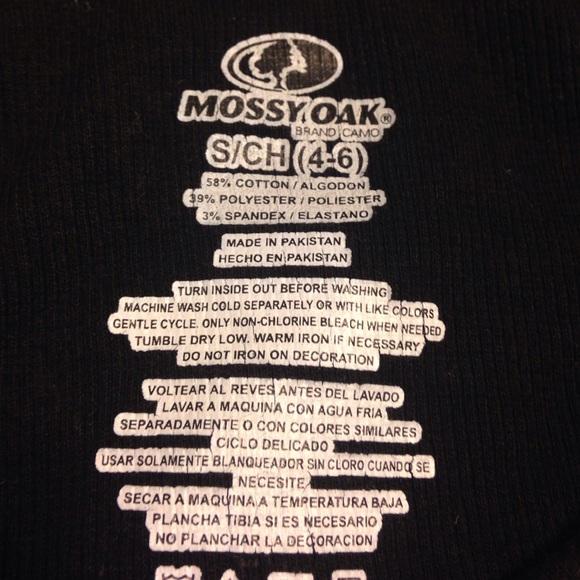 MOSSY OAK®
BRAND CAMO
S/CH (4-6)
58% COTTON / ALGODON
39% POLYESTER / POLIESTER
3% SPANDEX / ELASTANO
MADE IN PAKISTAN
HECHO EN PAKISTAN
TURN INSIDE OUT BEFORE WASHING
MACHINE WASH COLD SEPARATELY OR WITH LIKE COLORS
GENTLE CYCLE. ONLY NON-CHLORINE BLEACH WHEN NEEDED
TUMBLE DRY LOW. WARM IRON IF NECESSARY
DO NOT IRON ON DECORATION
VOLTEAR AL REVES ANTES DEL LAVADO
LAVAR A MAQUINA CON AGUA FRIA
SEPARADAMENTE O CON COLORES SIMILARES
CICLO DELICADO
USAR SOLAMENTE BLANQUEADOR SIN CLORO CUANDO SE
NECESITE
SECAR A MAQUINA A TEMPERATURA BAJA
PLANCHA TIBIA SI ES NECESARIO
NO PLANCHAR LA DECORACION